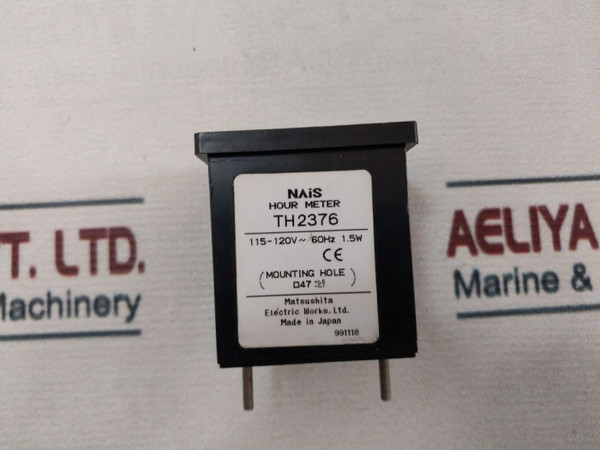 NAiS
HOUR METER
TH2376
115-120V~ 60Hz 1.5W
CE
(MOUNTING HOLE)
□47
Matsushita
Electric Works. Ltd.
Made in Japan
991118
T. LTD.
Machinery
AELIYA
Marine &